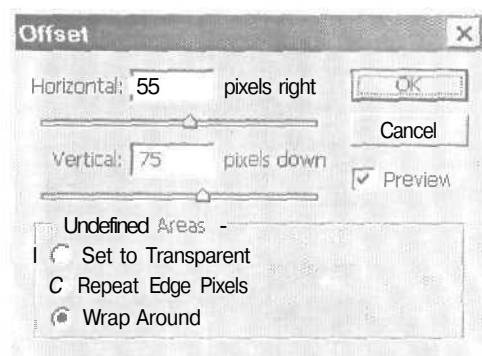 Offset
Horizontal: 55 pixels right
OK
Cancel
Vertical: 75 pixels down
Preview
Undefined Areas
Set to Transparent
Repeat Edge Pixels
Wrap Around